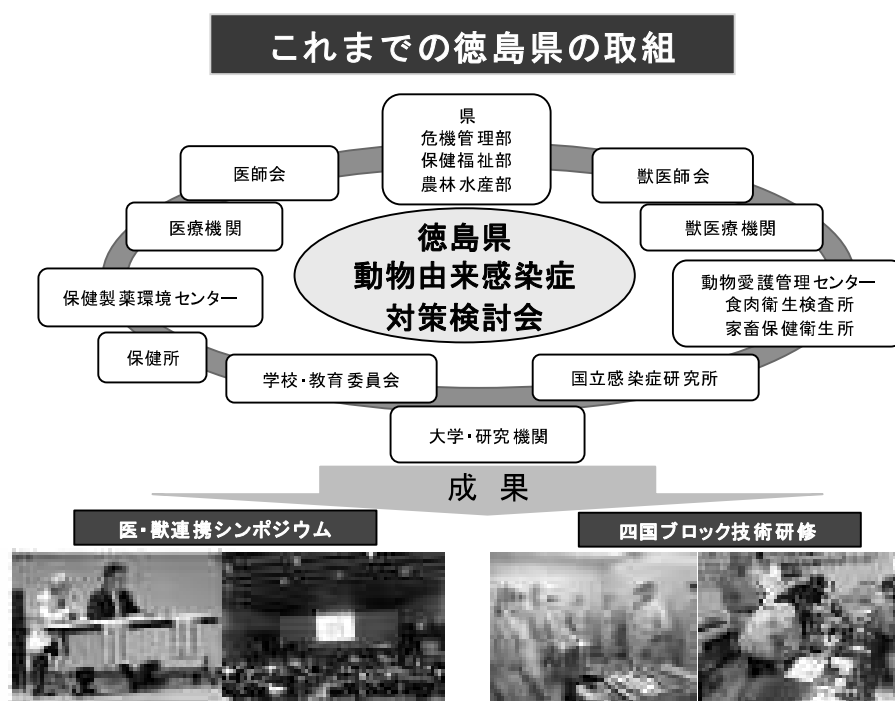 これまでの徳島県の取組
県
危機管理部
保健福祉部
農林水産部
医師会
獣医師会
医療機関
獣医療機関
徳島県
動物由来感染症
対策検討会
保健製薬環境センター
動物愛護管理センター
食肉衛生検査所
家畜保健衛生所
保健所
学校・教育委員会
国立感染症研究所
大学・研究機関
成 果
医・獣連携シンポジウム
四国ブロック技術研修